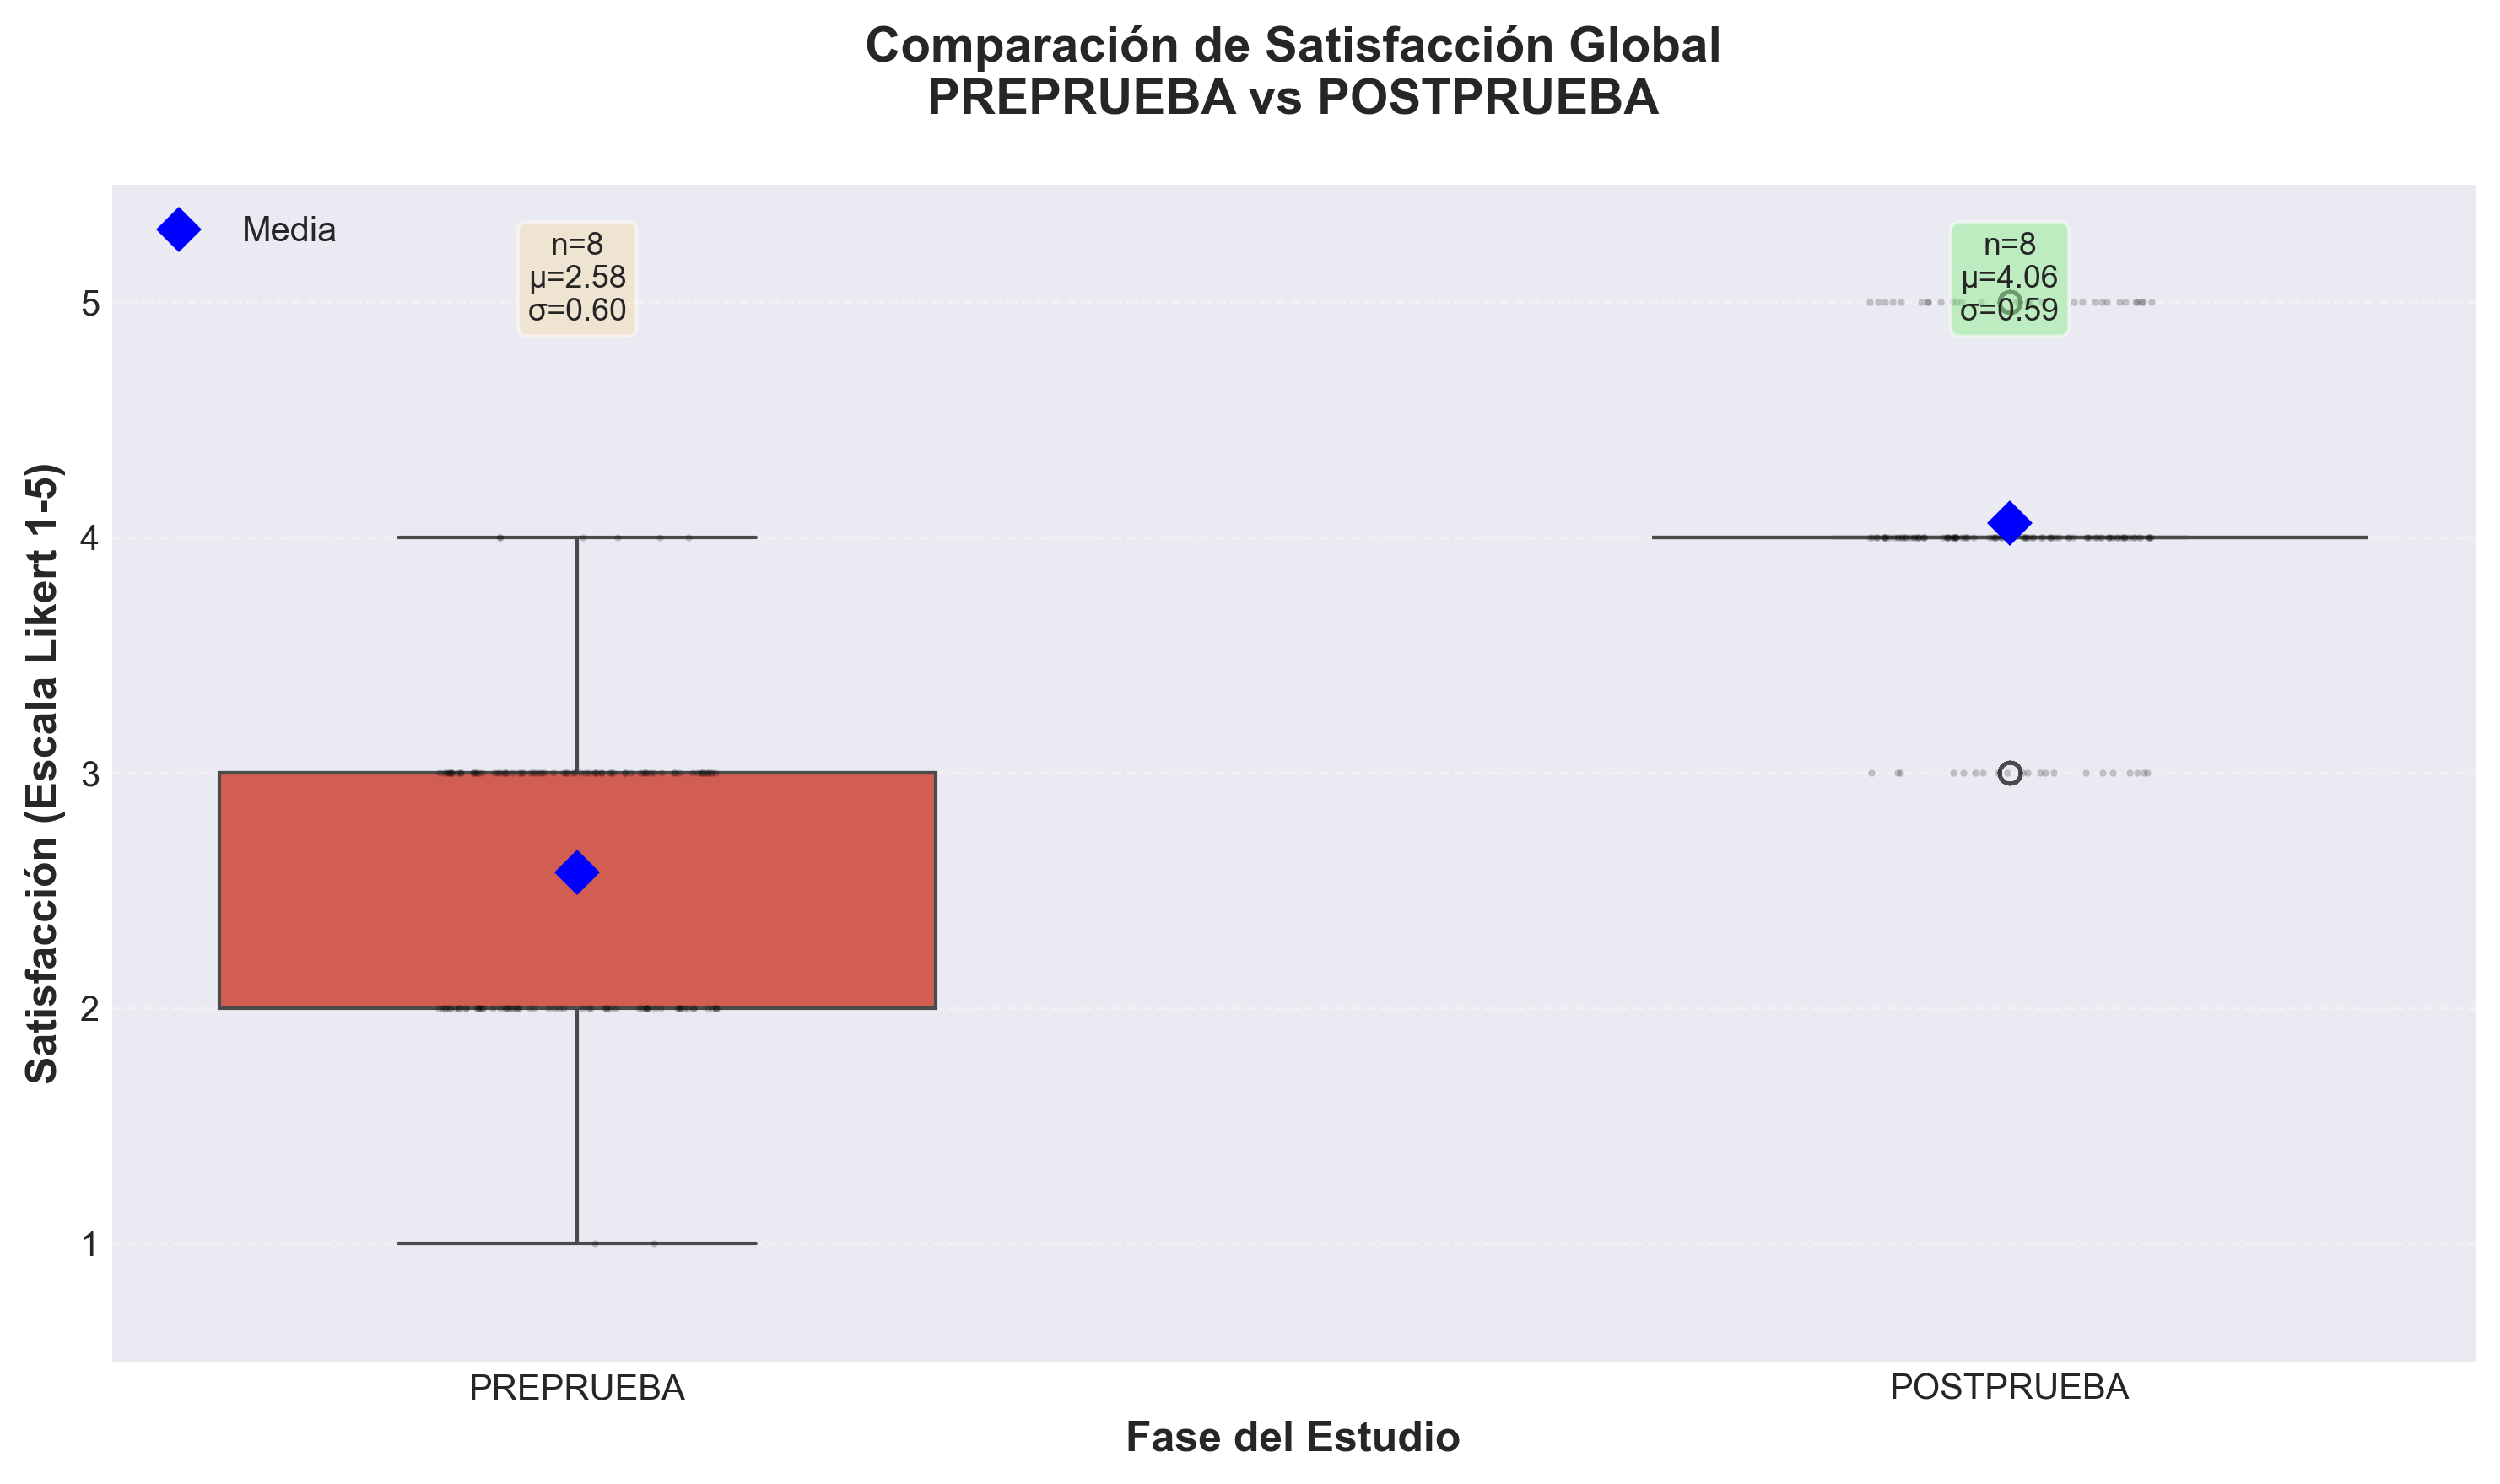 Comparación de Satisfacción Global
PREPRUEBA vs POSTPRUEBA
Media
n=8
μ=2.58
σ=0.60
n=8
μ=4.06
σ=0.59
Satisfacción (Escala Likert 1-5)
5
4
3
2
1
PREPRUEBA
POSTPRUEBA
Fase del Estudio